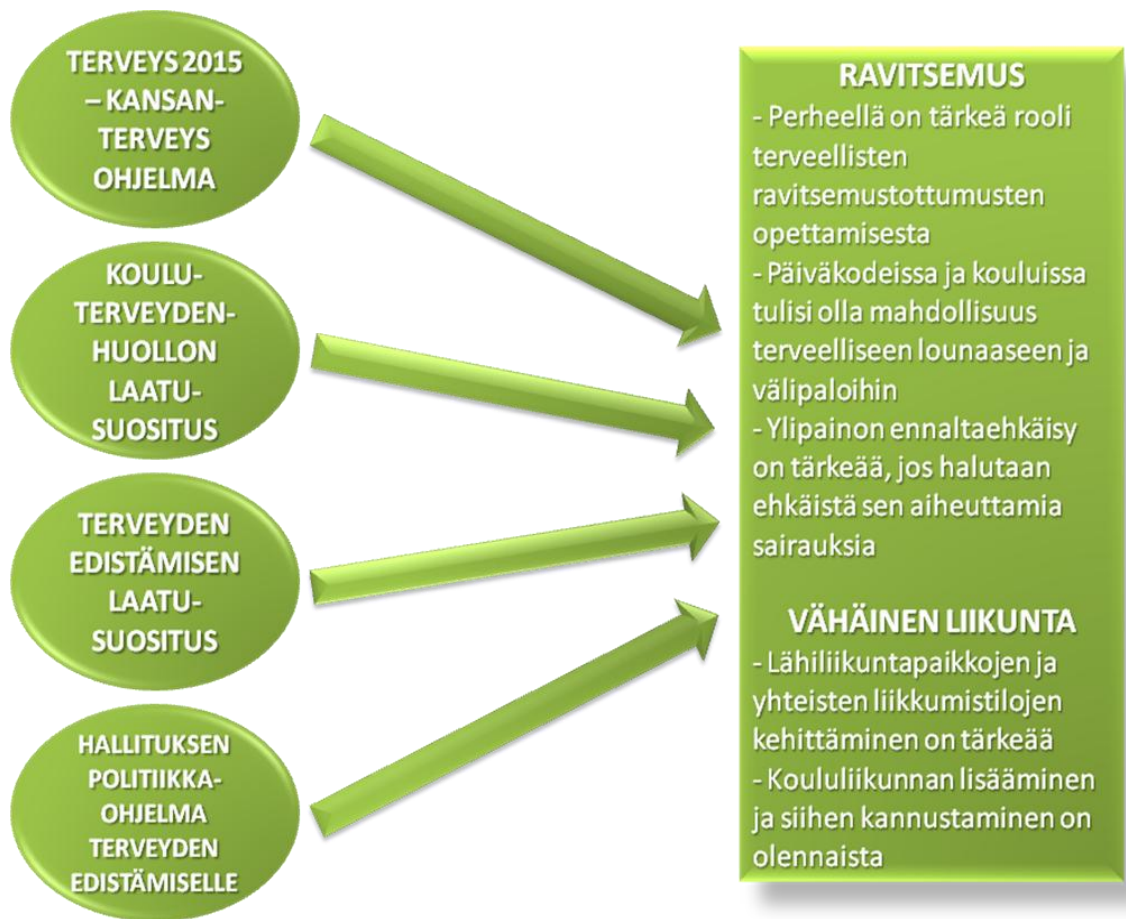 TERVEYS 2015
– KANSAN-
TERVEYS
OHJELMA
KOULU-
TERVEYDEN-
HUOLLON
LAATU-
SUOSITUS
TERVEYDEN
EDISTÄMISEN
LAATU-
SUOSITUS
HALLITUKSEN
POLITIIKKA-
OHJELMA
TERVEYDEN
EDISTÄMISELLE
RAVITSEMUS
- Perheellä on tärkeä rooli
terveellisten
ravitsemustottumusten
opettamisesta
- Päiväkodeissa ja kouluissa
tulisi olla mahdollisuus
terveelliseen lounaaseen ja
välipaloihin
- Ylipainon ennaltaehkäisy
on tärkeää, jos halutaan
ehkäistä sen aiheuttamia
sairauksia
VÄHÄINEN LIIKUNTA
- Lähiliikuntapaikkojen ja
yhteisten liikkumistilojen
kehittäminen on tärkeää
- Koululiikunnan lisääminen
ja siihen kannustaminen on
olennaista